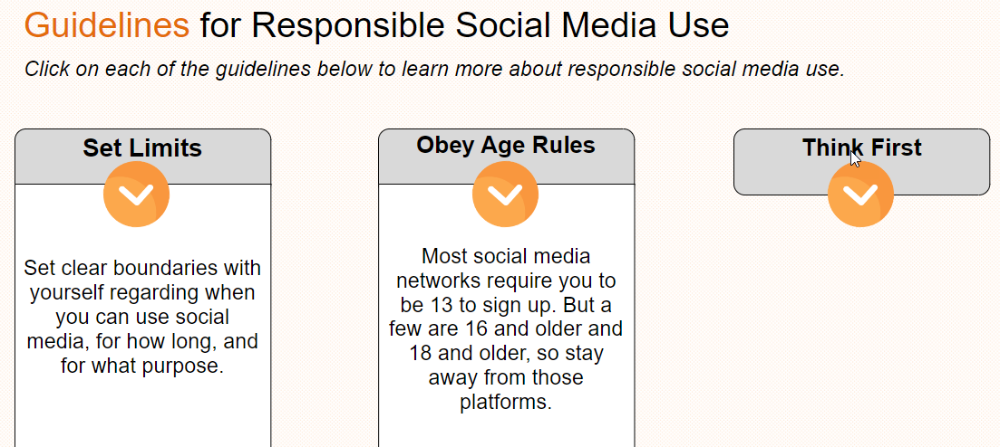 Guidelines for Responsible Social Media Use
Click on each of the guidelines below to learn more about responsible social media use.
Set Limits
Set clear boundaries with
yourself regarding when
you can use social
media, for how long, and
for what purpose.
Obey Age Rules
Most social media
networks require you to
be 13 to sign up. But a
few are 16 and older and
18 and older, so stay
away from those
platforms.
Think First